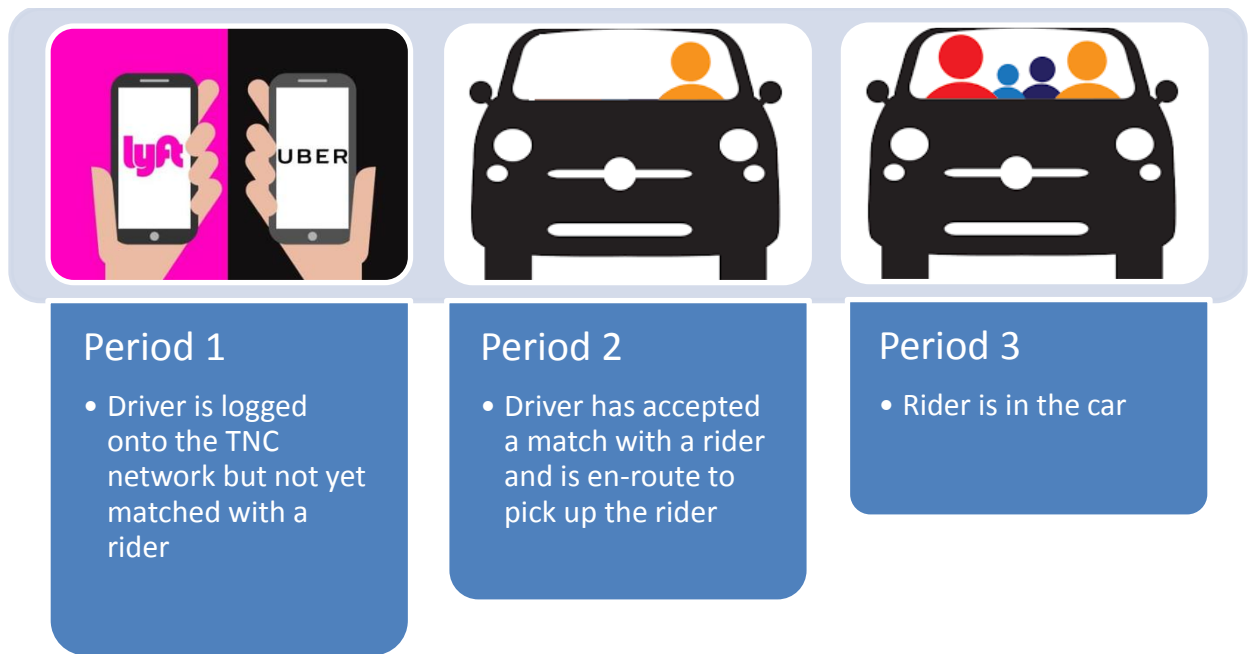 lyft
UBER
Period 1
• Driver is logged
onto the TNC
network but not yet
matched with a
rider
Period 2
• Driver has accepted
a match with a rider
and is en-route to
pick up the rider
Period 3
• Rider is in the car